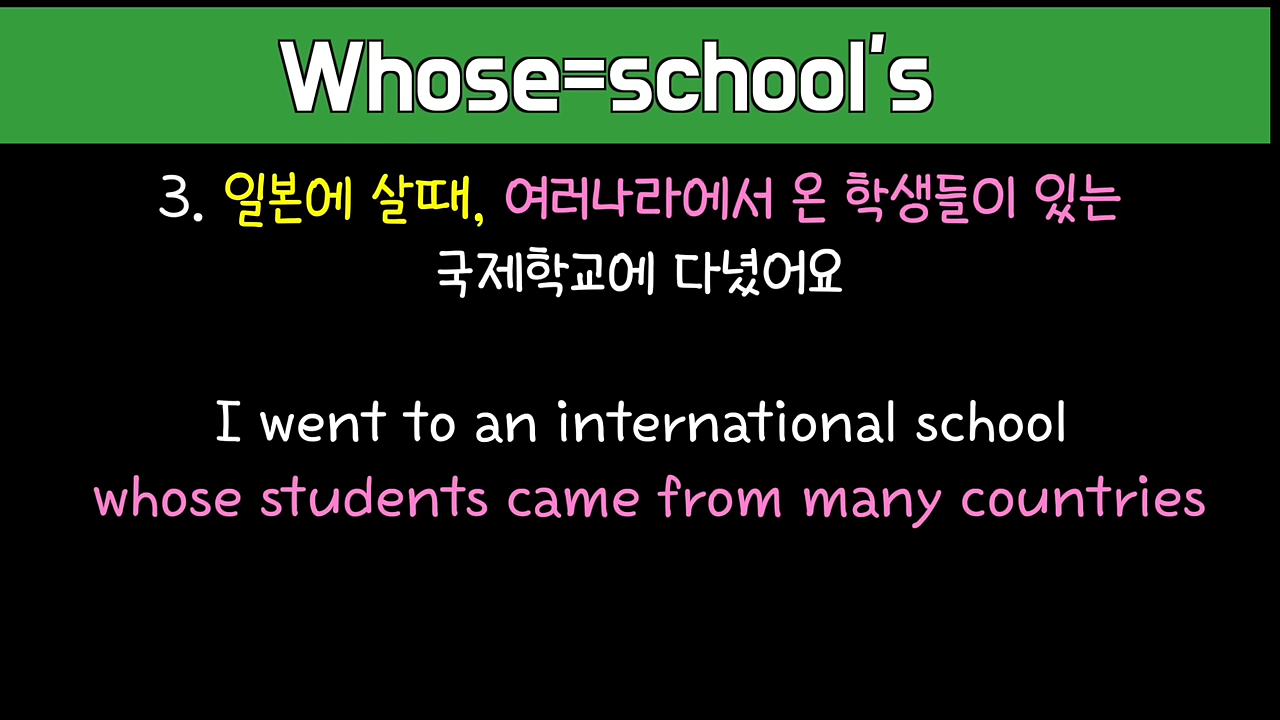 Whose=school's
3. 일본에 살때, 여러나라에서 온 학생들이 있는
국제학교에 다녔어요
I went to an international school
whose students came from many countries